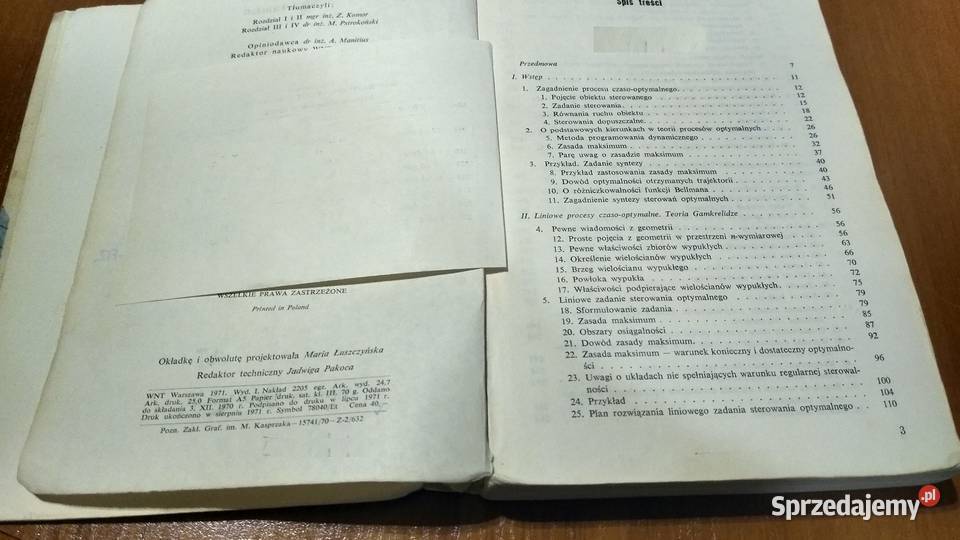 Tłumaczyli:
Rozdział I i II mgr inż. Z. Komor
Rozdział III i IV dr inż. M. Pstrokoński
Opiniodawca dr inż. A. Manitius
Redaktor naukowy
WSZELKIE PRAWA ZASTRZEŻONE
Printed in Poland
Okładkę i obwolutę projektowała Maria Łaszczyńska
Redaktor techniczny Jadwiga Pakoca
WNT Warszawa 1971. Wyd. I. Nakład 2205 egz. Ark. wyd. 24,7
Ark. druk. 25,0 Format A5 Papier druk. sat. kl. III, 70 g. Oddano
do składania 3. XII. 1970 r. Podpisano do druku w lipcu 1971 r.
Druk ukończono w sierpniu 1971 r. Symbol 78040/Et Cena 40,—
Pozn. Zakł. Graf. im. M. Kasprzaka — 15741/70 — Z-2/632
Spis treści
Przedmowa 7
I. Wstęp . . . 11
1. Zagadnienie procesu czaso-optymalnego. . . . 12
1. Pojęcie obiektu sterowanego . . . 12
2. Zadanie sterowania. . . . 15
3. Równania ruchu obiektu . . . 18
4. Sterowania dopuszczalne. . . . 22
2. O podstawowych kierunkach w teorii procesów optymalnych . . . 26
5. Metoda programowania dynamicznego . . . 26
6. Zasada maksimum . . . 32
7. Parę uwag o zasadzie maksimum . . . 37
3. Przykład. Zadanie syntezy . . . 40
8. Przykład zastosowania zasady maksimum . . . 40
9. Dowód optymalności otrzymanych trajektorii . . . 43
10. O różniczkowalności funkcji Bellmana . . . 46
11. Zagadnienie syntezy sterowań optymalnych . . . 51
II. Liniowe procesy czaso-optymalne. Teoria Gamkrelidze . . . 56
4. Pewne wiadomości z geometrii . . . 56
12. Proste pojęcia z geometrii w przestrzeni n-wymiarowej . . . 56
13. Pewne właściwości zbiorów wypukłych . . . 63
14. Określenie wielościanów wypukłych . . . 66
15. Brzeg wielościanu wypukłego . . . 70
16. Powłoka wypukła . . . 72
17. Właściwości podpierające wielościanów wypukłych. . . . 75
5. Liniowe zadanie sterowania optymalnego . . . 79
18. Sformułowanie zadania . . . 79
19. Zasada maksimum . . . 85
20. Obszary osiągalności . . . 87
21. Dowód zasady maksimum. . . . 92
22. Zasada maksimum — warunek konieczny i dostateczny optymalno-
ści . . . 96
23. Uwagi o układach nie spełniających warunku regularnej sterowal-
ności . . . 100
24. Przykład . . . 104
25. Plan rozwiązania liniowego zadania sterowania optymalnego . . 110
3
Sprzedajemy.pl